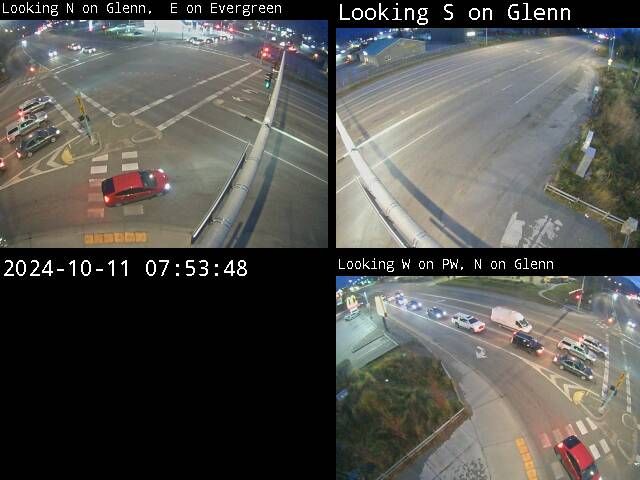 Looking N on Glenn, E on Evergreen
Looking S on Glenn
2024-10-11 07:53:48
Looking W on PW, N on Glenn